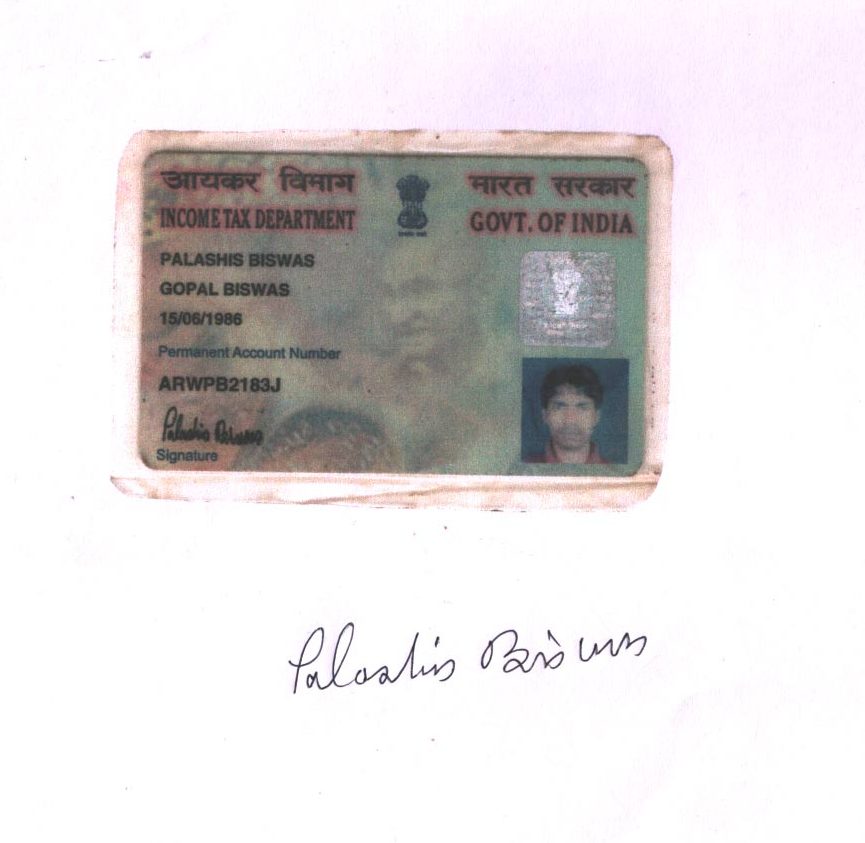 आयकर विभाग
भारत सरकार
INCOME TAX DEPARTMENT
GOVT. OF INDIA
PALASHIS BISWAS
GOPAL BISWAS
15/06/1986
Permanent Account Number
ARWPB2183J
Palashis Biswas
Signature
Palashis Biswas